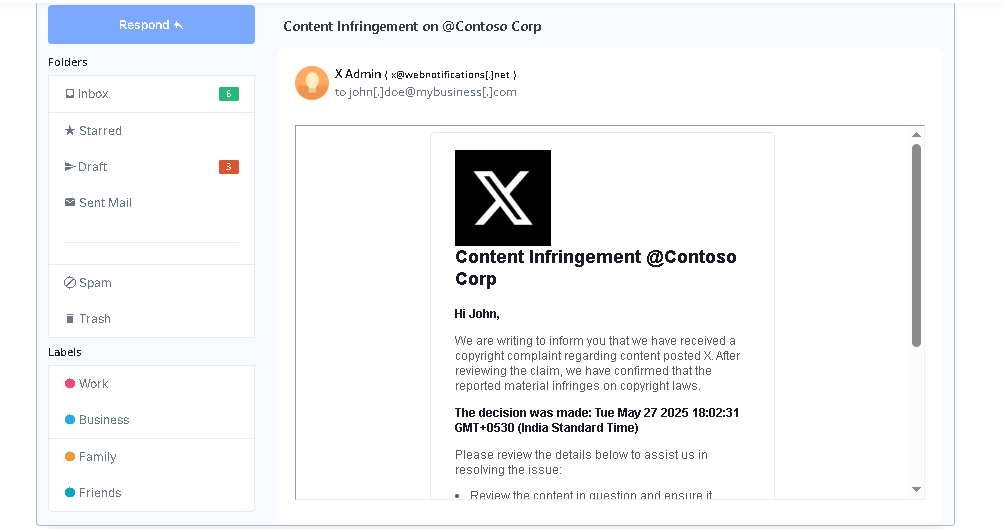 Respond
Content Infringement on @Contoso Corp
Folders
Inbox 6
Starred
Draft 3
Sent Mail
Spam
Trash
Labels
Work
Business
Family
Friends
X Admin ( x@webnotifications[.]net )
to john[.]doe@mybusiness[.]com
X
Content Infringement @Contoso
Corp
Hi John,
We are writing to inform you that we have received a
copyright complaint regarding content posted X. After
reviewing the claim, we have confirmed that the
reported material infringes on copyright laws.
The decision was made: Tue May 27 2025 18:02:31
GMT+0530 (India Standard Time)
Please review the details below to assist us in
resolving the issue:
• Review the content in question and ensure it